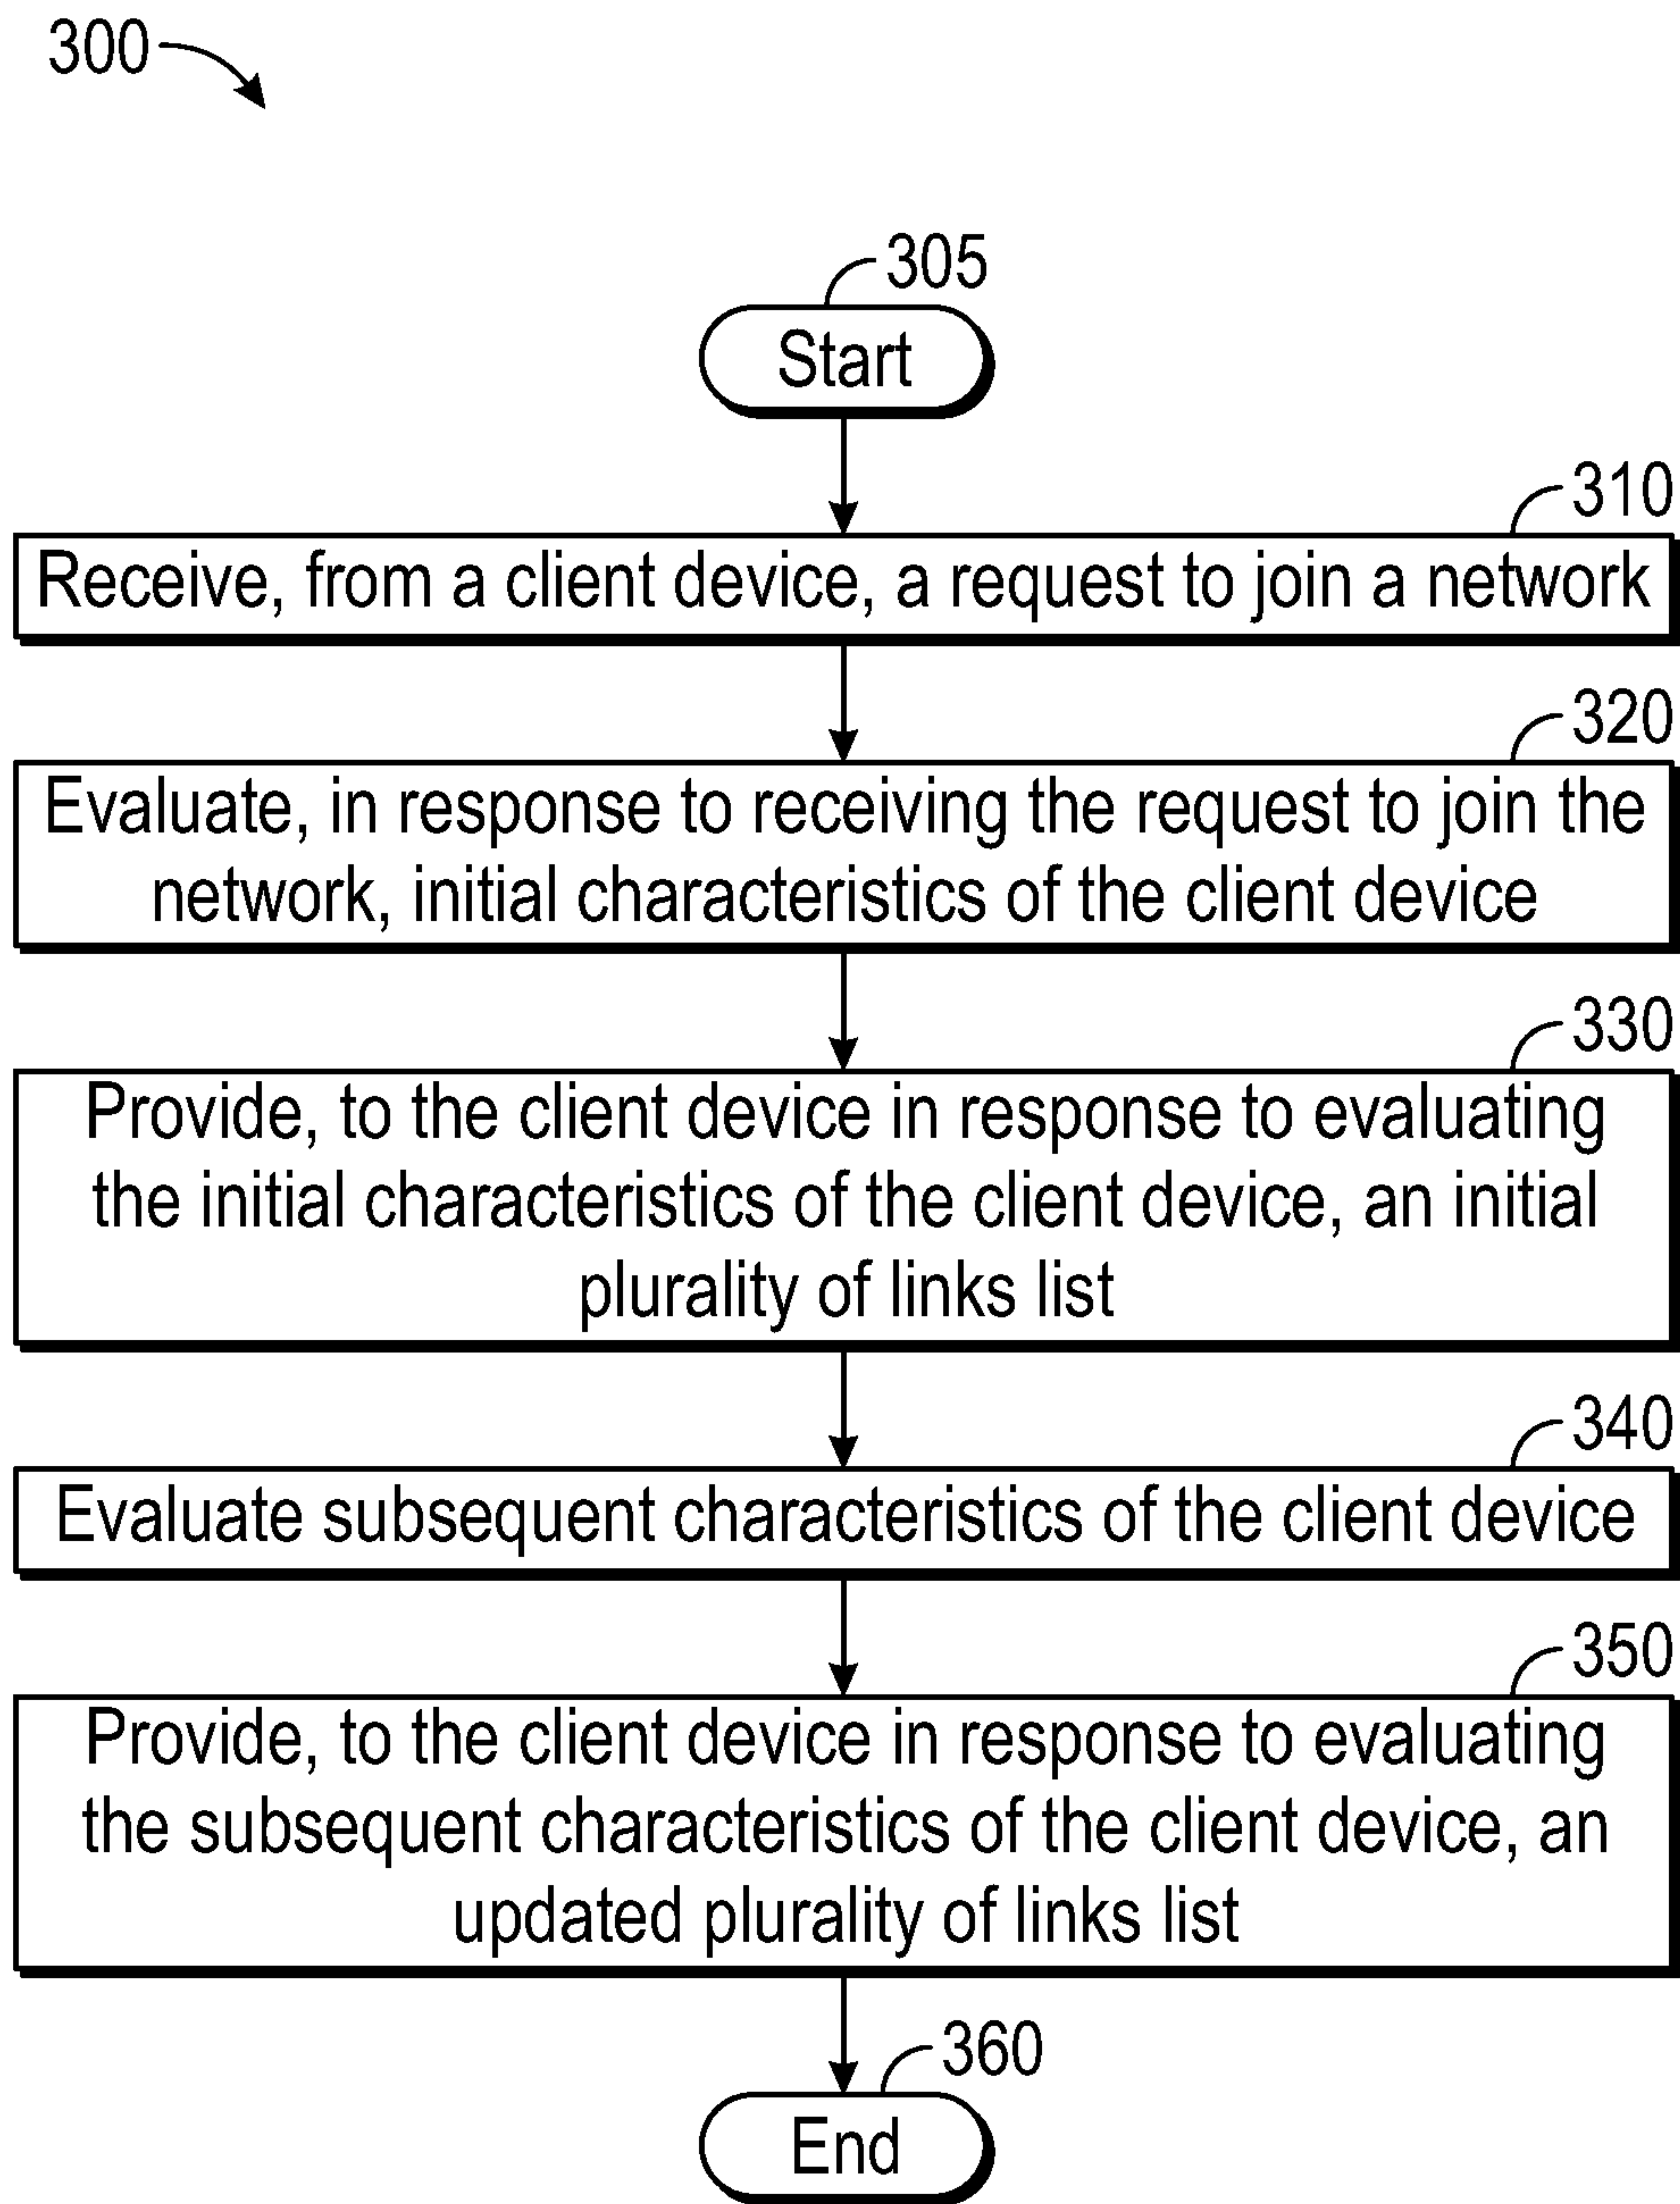 300
305
Start
310
Receive, from a client device, a request to join a network
320
Evaluate, in response to receiving the request to join the
network, initial characteristics of the client device
330
Provide, to the client device in response to evaluating
the initial characteristics of the client device, an initial
plurality of links list
340
Evaluate subsequent characteristics of the client device
350
Provide, to the client device in response to evaluating
the subsequent characteristics of the client device, an
updated plurality of links list
360
End